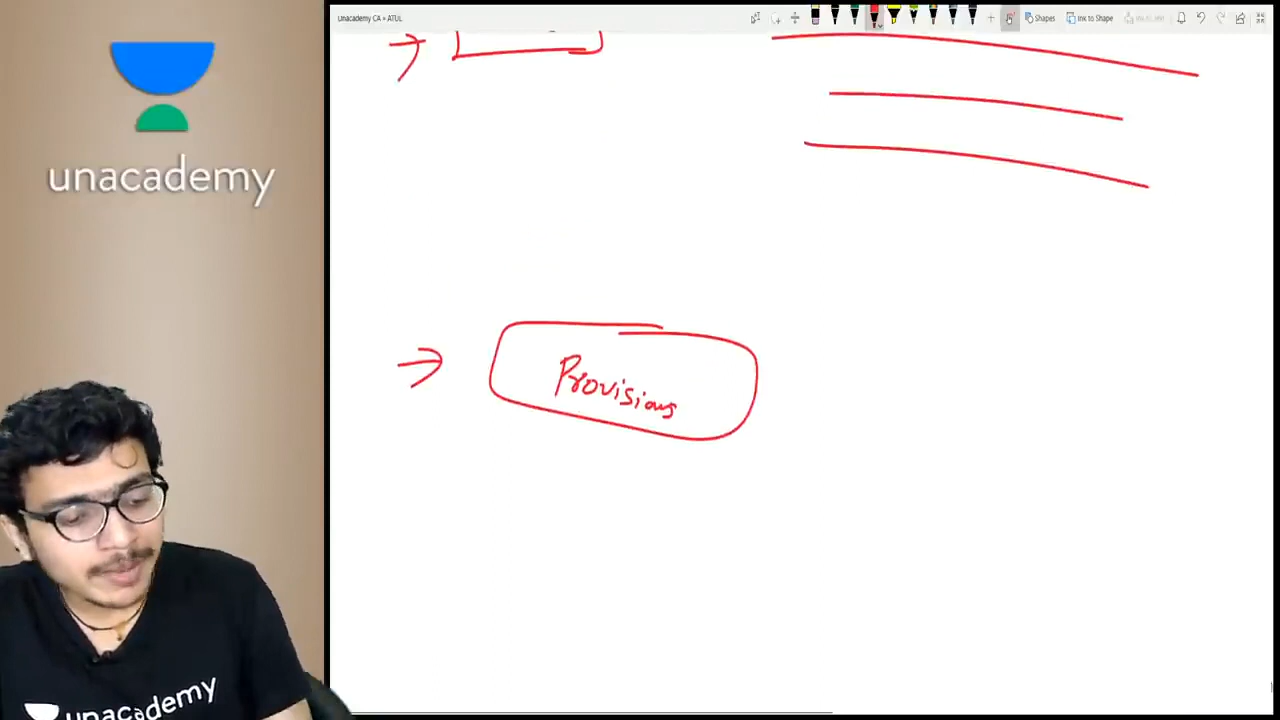 Unacademy CA × ATUL
Shapes
Ink to Shape
unacademy
Provisions
unacademy